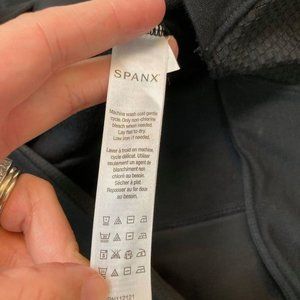 SPANX
Machine wash cool gentle
cycle. Only non-chlorine
bleach when needed.
Lay flat to dry.
Low iron if needed.
Laver à froid en machine,
cycle délicat. Utiliser
seulement un agent de
blanchiment non
chloré au besoin.
Sécher à plat.
Repasser au fer doux
au besoin.